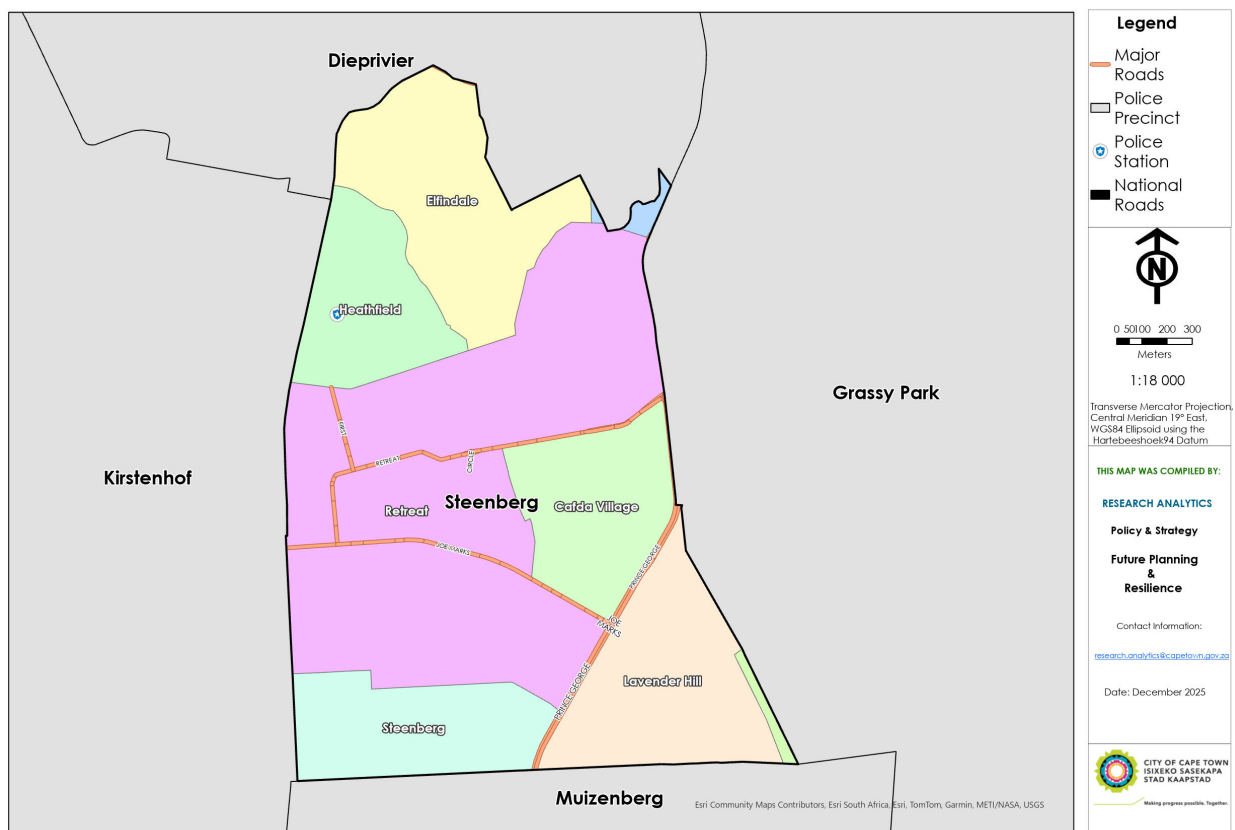 Dieprivier
Elfindale
Heathfield
Grassy Park
FIRST
RETREAT
CIRCLE
Kirstenhof
Steenberg
Retreat
Cafda Village
JOE MARKS
PRINCE GEORGE
JOE
MARKS
PRINCE GEORGE
Lavender Hill
Steenberg
Muizenberg
Esri Community Maps Contributors, Esri South Africa, Esri, TomTom, Garmin, METI/NASA, USGS
Legend
Major
Roads
Police
Precinct
Police
Station
National
Roads
N
0 50100 200 300
Meters
1:18 000
Transverse Mercator Projection,
Central Meridian 19° East,
WGS84 Ellipsoid using the
Hartebeeshoek94 Datum
THIS MAP WAS COMPILED BY:
RESEARCH ANALYTICS
Policy & Strategy
Future Planning
&
Resilience
Contact Information:
research.analytics@capetown.gov.za
Date: December 2025
CITY OF CAPE TOWN
ISIXEKO SASEKAPA
STAD KAAPSTAD
Making progress possible. Together.